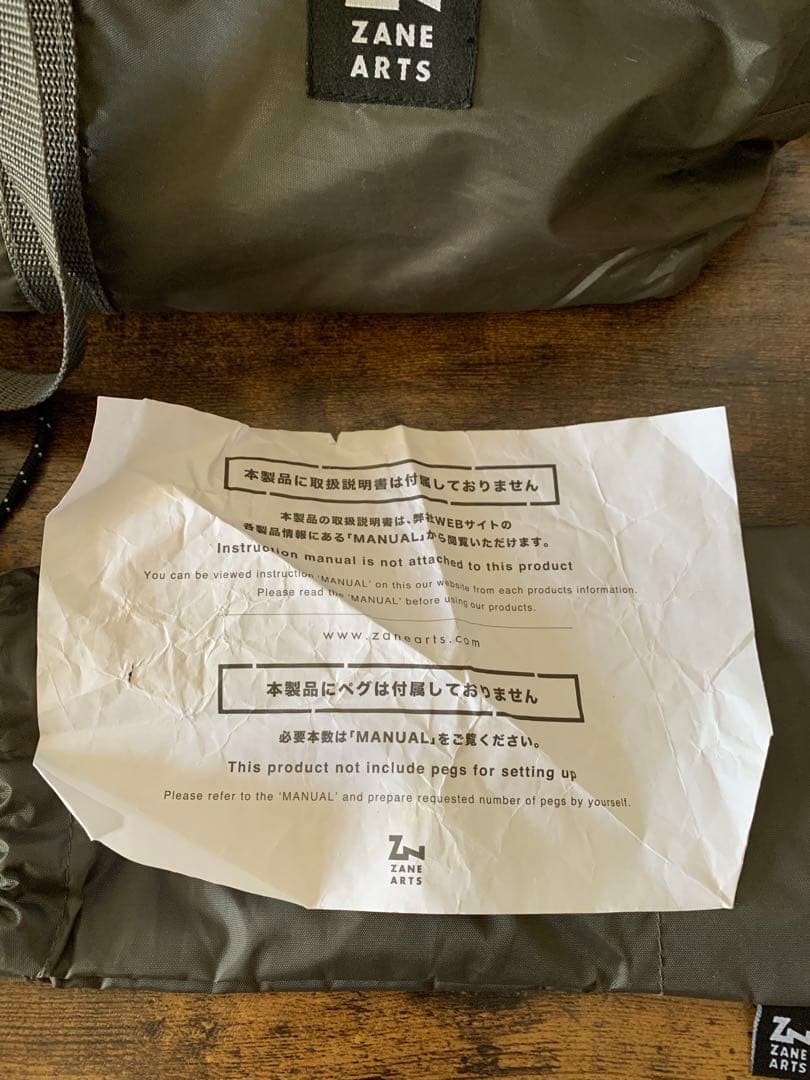 ZANE
ARTS
本製品に取扱説明書は付属しておりません
本製品の取扱説明書は、弊社WEBサイトの
各製品情報にある「MANUAL」から閲覧いただけます。
Instruction manual is not attached to this product
You can be viewed instruction 'MANUAL' on this our website from each products information.
Please read the 'MANUAL' before using our products.
www.zanearts.com
本製品にペグは付属しておりません
必要本数は「MANUAL」をご覧ください。
This product not include pegs for setting up
Please refer to the 'MANUAL' and prepare requested number of pegs by yourself.
ZANE
ARTS
ZANE
ARTS